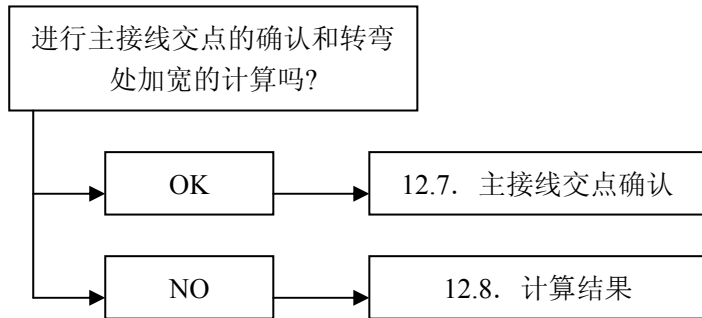 进行主接线交点的确认和转弯
处加宽的计算吗?
OK
12.7. 主接线交点确认
NO
12.8. 计算结果